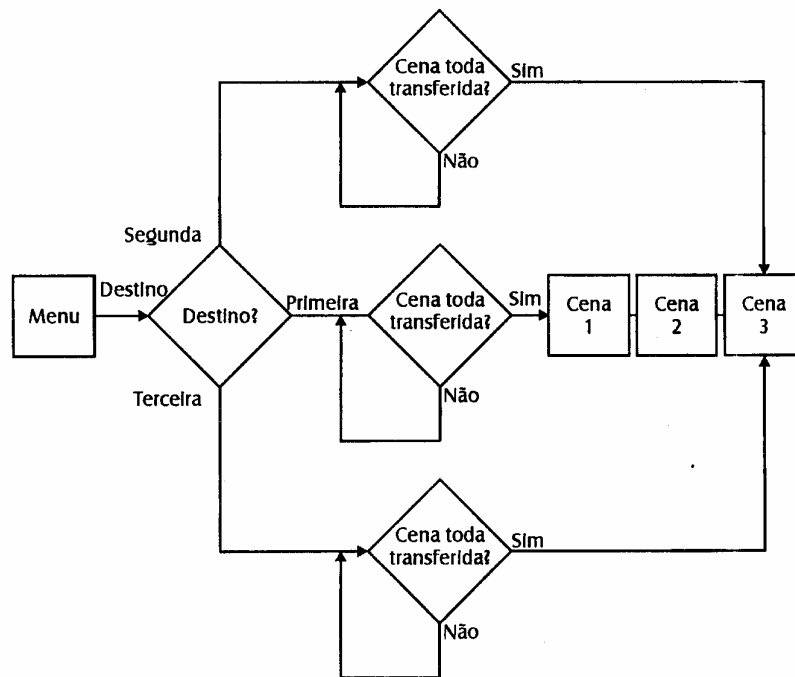 Cena toda
transferida?
Sim
Não
Segunda
Menu
Destino
Destino?
Primeira
Cena toda
transferida?
Sim
Não
Cena
1
Cena
2
Cena
3
Terceira
Cena toda
transferida?
Sim
Não